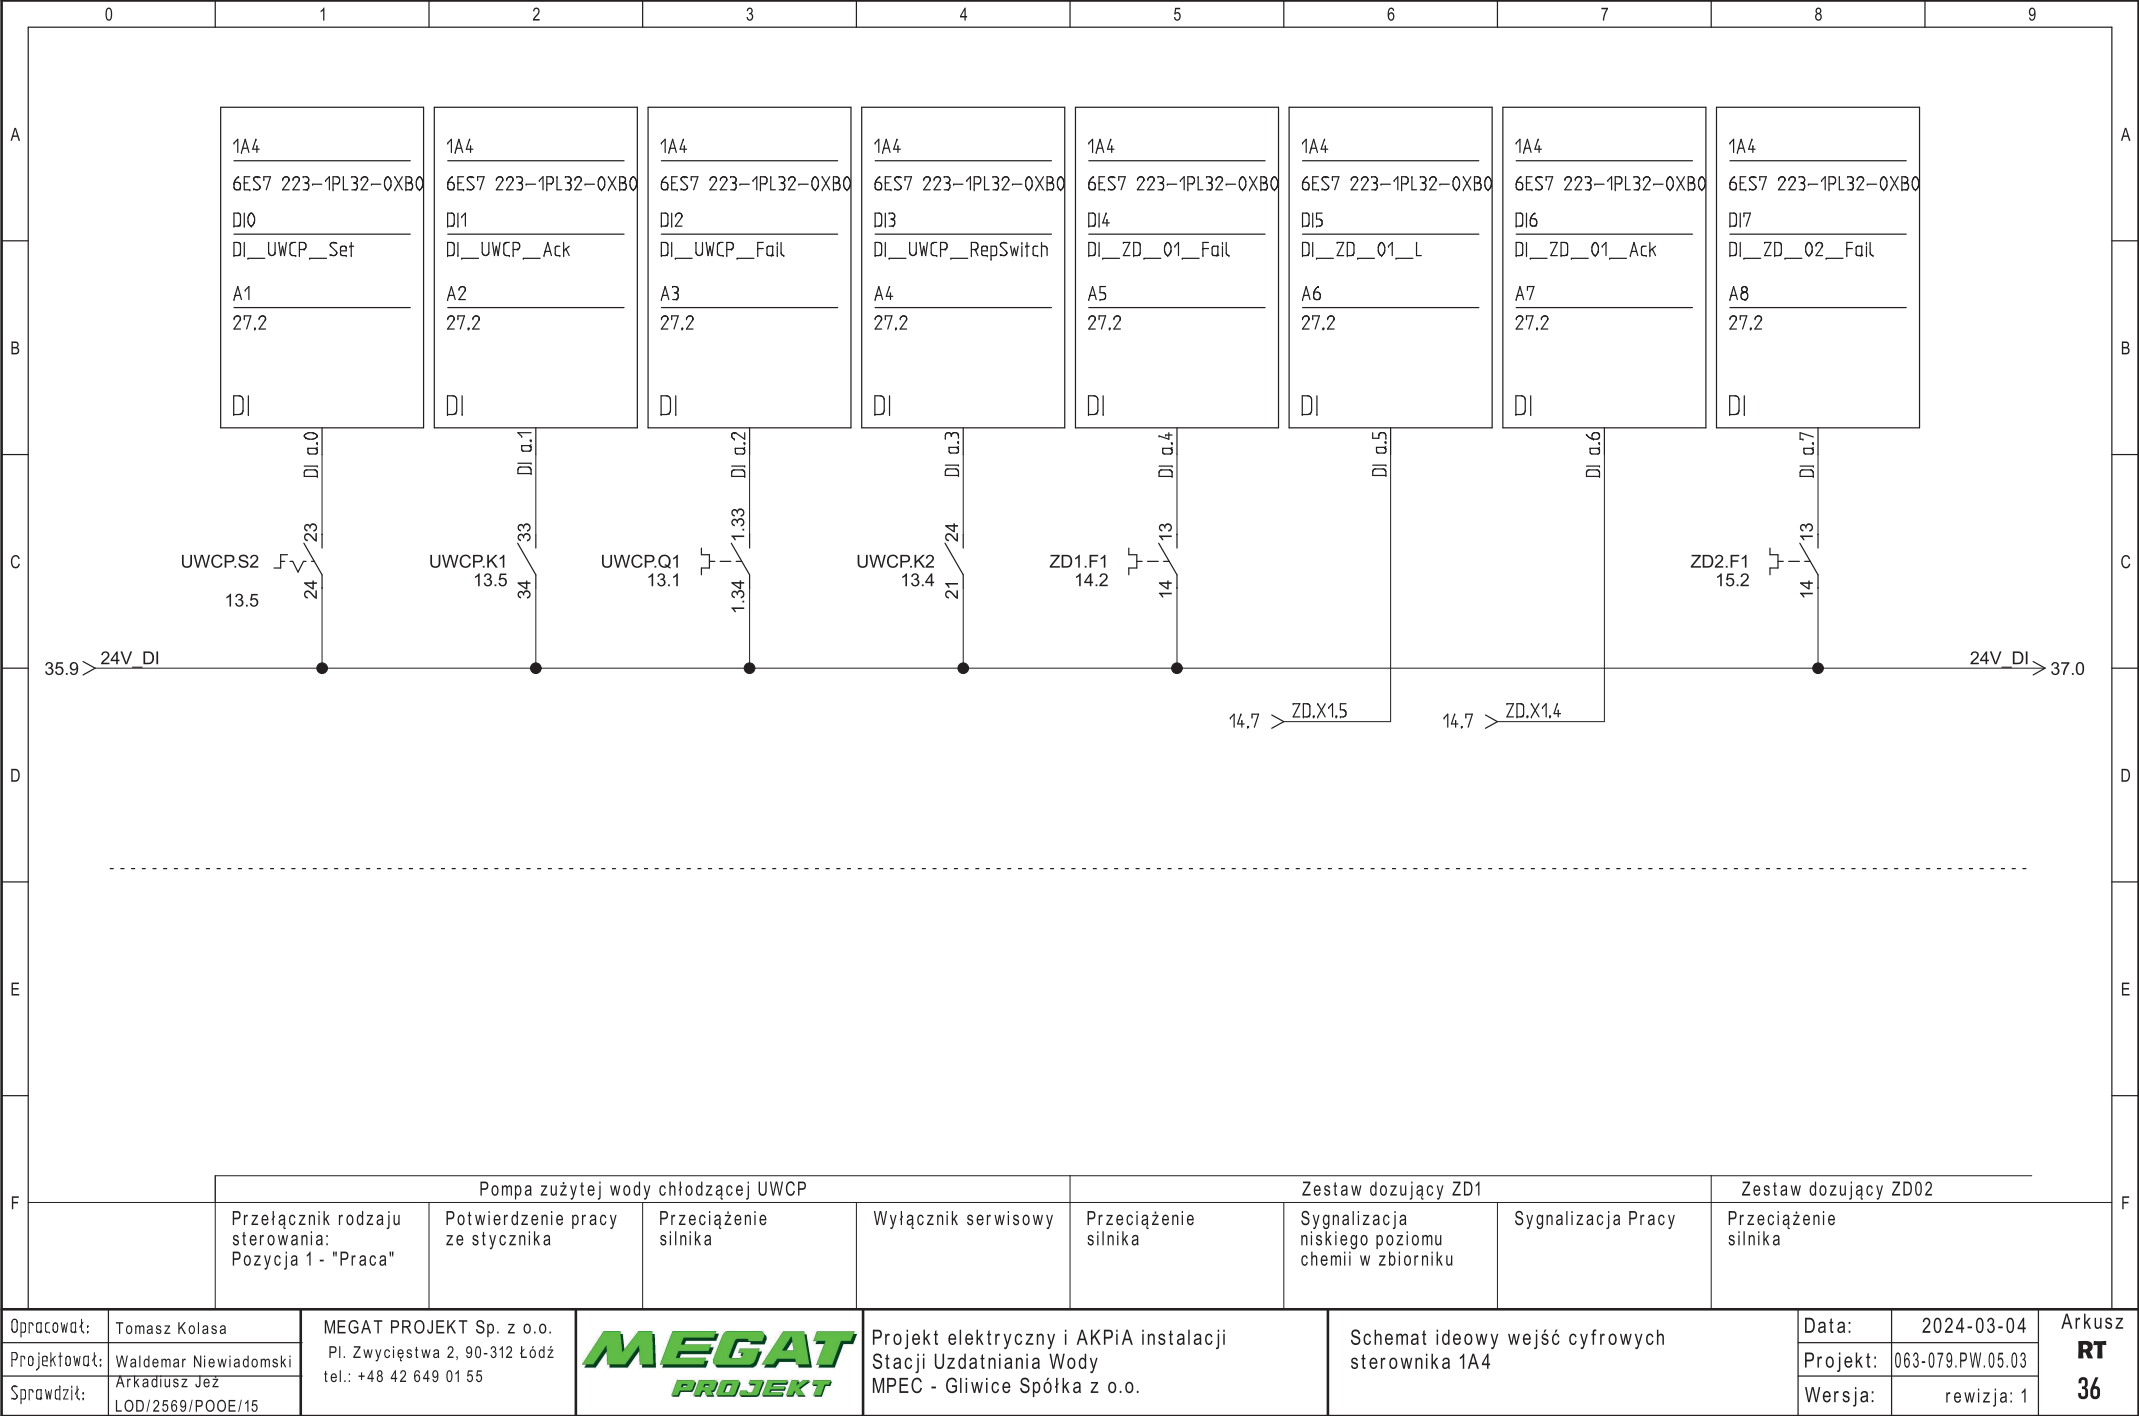 0 1 2 3 4 5 6 7 8 9
A A
1A4 1A4 1A4 1A4 1A4 1A4 1A4 1A4
6ES7 223-1PL32-0XB0 6ES7 223-1PL32-0XB0 6ES7 223-1PL32-0XB0 6ES7 223-1PL32-0XB0 6ES7 223-1PL32-0XB0 6ES7 223-1PL32-0XB0 6ES7 223-1PL32-0XB0 6ES7 223-1PL32-0XB0
DI0 DI1 DI2 DI3 DI4 DI5 DI6 DI7
DI_UWCP_Set DI_UWCP_Ack DI_UWCP_Fail DI_UWCP_RepSwitch DI_ZD_01_Fail DI_ZD_01_L DI_ZD_01_Ack DI_ZD_02_Fail
A1 A2 A3 A4 A5 A6 A7 A8
27.2 27.2 27.2 27.2 27.2 27.2 27.2 27.2
B B
DI DI DI DI DI DI DI DI
DI a.0 DI a.1 DI a.2 DI a.3 DI a.4 DI a.5 DI a.6 DI a.7
23 33 1.33 24 13 13
C UWCP.S2 UWCP.K1 UWCP.Q1 UWCP.K2 ZD1.F1 ZD2.F1 C
13.5 13.5 13.1 13.4 14.2 15.2
24 34 1.34 21 14 14
35.9 24V_DI 24V_DI 37.0
14.7 ZD.X1.5 14.7 ZD.X1.4
D D
E E
F F
Pompa zużytej wody chłodzącej UWCP Zestaw dozujący ZD1 Zestaw dozujący ZD02
Przełącznik rodzaju
sterowania:
Pozycja 1 - "Praca"
Potwierdzenie pracy
ze stycznika
Przeciążenie
silnika
Wyłącznik serwisowy
Przeciążenie
silnika
Sygnalizacja
niskiego poziomu
chemii w zbiorniku
Sygnalizacja Pracy
Przeciążenie
silnika
Opracował: Tomasz Kolasa
Projektował: Waldemar Niewiadomski
Sprawdził: Arkadiusz Jeż
LOD/2569/POOE/15
MEGAT PROJEKT Sp. z o.o.
Pl. Zwycięstwa 2, 90-312 Łódź
tel.: +48 42 649 01 55
MEGAT
PROJEKT
Projekt elektryczny i AKPiA instalacji
Stacji Uzdatniania Wody
MPEC - Gliwice Spółka z o.o.
Schemat ideowy wejść cyfrowych
sterownika 1A4
Data: 2024-03-04
Projekt: 063-079.PW.05.03
Wersja: rewizja: 1
Arkusz
RT
36